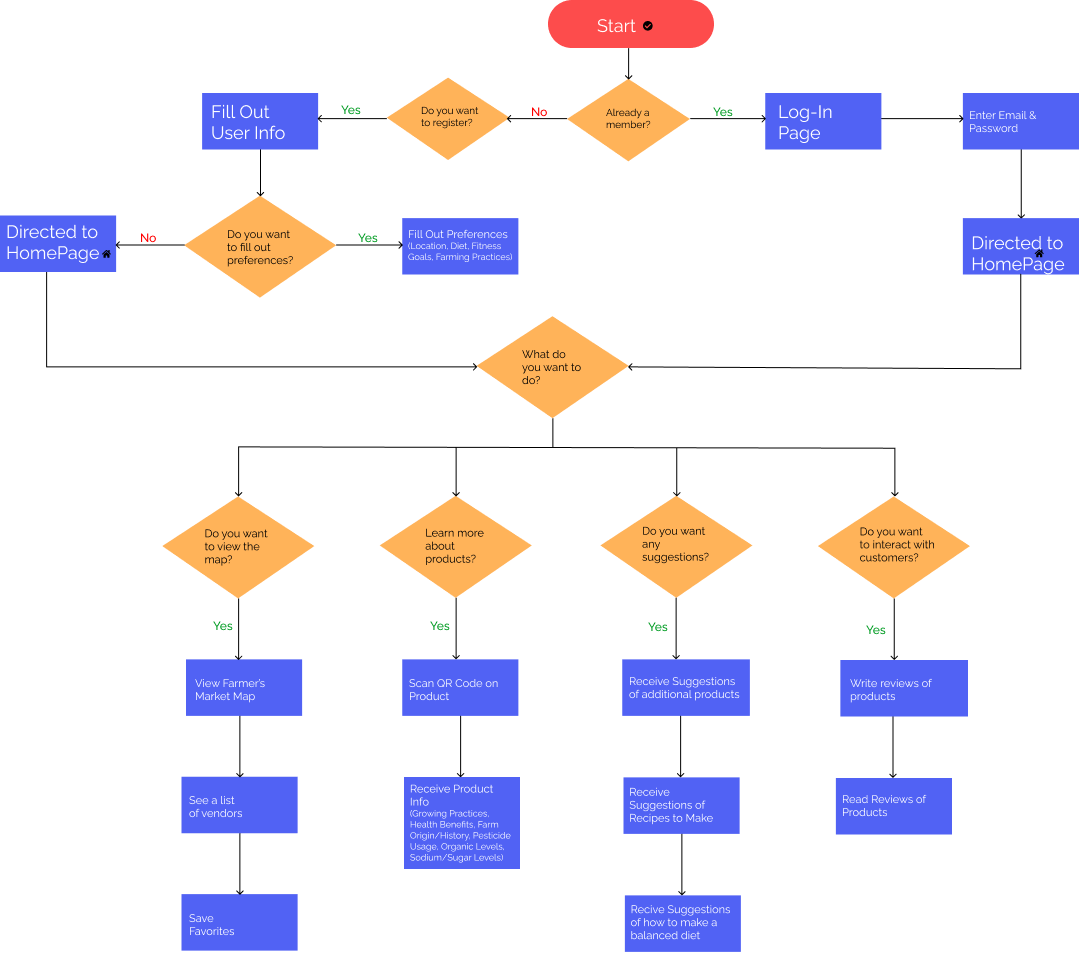 Start
Already a
member?
No
Yes
Do you want
to register?
Yes
Fill Out
User Info
Log-In
Page
Enter Email &
Password
Do you want
to fill out
preferences?
No
Yes
Directed to
HomePage
Fill Out Preferences
(Location, Diet, Fitness
Goals, Farming Practices)
Directed to
HomePage
What do
you want to
do?
Do you want
to view the
map?
Learn more
about
products?
Do you want
any
suggestions?
Do you want
to interact with
customers?
Yes
Yes
Yes
Yes
View Farmer's
Market Map
Scan QR Code on
Product
Receive Suggestions
of additional products
Write reviews of
products
See a list
of vendors
Receive Product
Info
(Growing Practices,
Health Benefits, Farm
Origin/History, Pesticide
Usage, Organic Levels,
Sodium/Sugar Levels)
Receive
Suggestions of
Recipes to Make
Read Reviews of
Products
Save
Favorites
Recive Suggestions
of how to make a
balanced diet